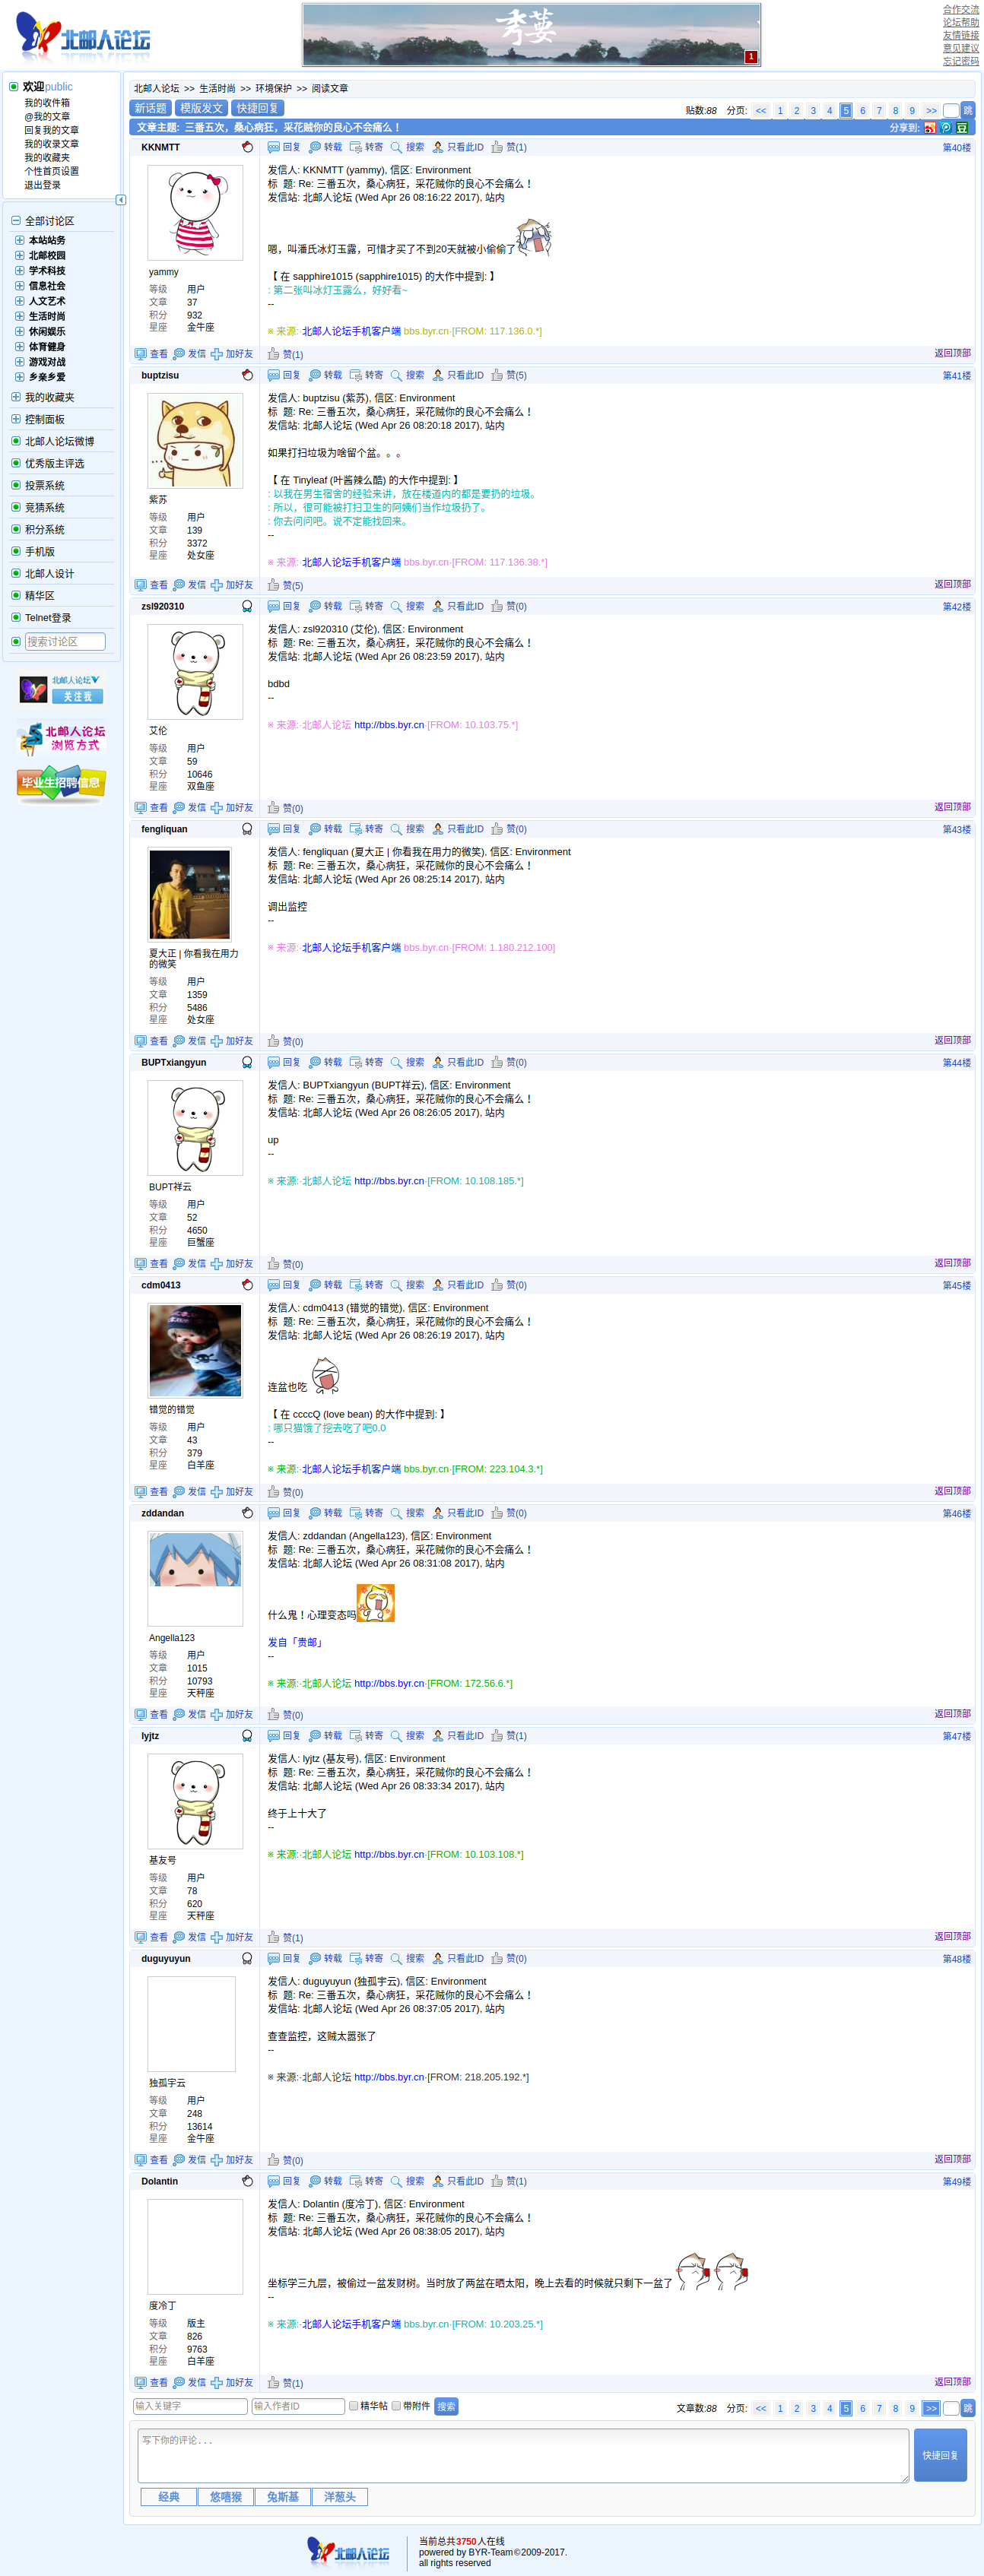 北邮人论坛
考蒌
1
合作交流
论坛帮助
友情链接
意见建议
忘记密码
欢迎public
我的收件箱
@我的文章
回复我的文章
我的收录文章
我的收藏夹
个性首页设置
退出登录
全部讨论区
本站站务
北邮校园
学术科技
信息社会
人文艺术
生活时尚
休闲娱乐
体育健身
游戏对战
乡亲乡爱
我的收藏夹
控制面板
北邮人论坛微博
优秀版主评选
投票系统
竞猜系统
积分系统
手机版
北邮人设计
精华区
Telnet登录
搜索讨论区
北邮人论坛
关注我
北邮人论坛
浏览方式
毕业生招聘信息
北邮人论坛 >> 生活时尚 >> 环境保护 >> 阅读文章
新话题 模版发文 快捷回复
贴数:88 分页: << 1 2 3 4 5 6 7 8 9 >> 跳
文章主题: 三番五次，桑心病狂，采花贼你的良心不会痛么！
分享到: 豆
KKNMTT
回复 转载 转寄 搜索 只看此ID 赞(1)
第40楼
yammy
等级 用户
文章 37
积分 932
星座 金牛座
发信人: KKNMTT (yammy), 信区: Environment
标 题: Re: 三番五次，桑心病狂，采花贼你的良心不会痛么！
发信站: 北邮人论坛 (Wed Apr 26 08:16:22 2017), 站内
嗯，叫潘氏冰灯玉露，可惜才买了不到20天就被小偷偷了
【 在 sapphire1015 (sapphire1015) 的大作中提到: 】
: 第二张叫冰灯玉露么，好好看~
--
※ 来源:·北邮人论坛手机客户端 bbs.byr.cn·[FROM: 117.136.0.*]
查看 发信 加好友 赞(1) 返回顶部
buptzisu
回复 转载 转寄 搜索 只看此ID 赞(5)
第41楼
紫苏
等级 用户
文章 139
积分 3372
星座 处女座
发信人: buptzisu (紫苏), 信区: Environment
标 题: Re: 三番五次，桑心病狂，采花贼你的良心不会痛么！
发信站: 北邮人论坛 (Wed Apr 26 08:20:18 2017), 站内
如果打扫垃圾为啥留个盆。。。
【 在 Tinyleaf (叶酱辣么酷) 的大作中提到: 】
: 以我在男生宿舍的经验来讲，放在楼道内的都是要扔的垃圾。
: 所以，很可能被打扫卫生的阿姨们当作垃圾扔了。
: 你去问问吧。说不定能找回来。
--
※ 来源:·北邮人论坛手机客户端 bbs.byr.cn·[FROM: 117.136.38.*]
查看 发信 加好友 赞(5) 返回顶部
zsl920310
回复 转载 转寄 搜索 只看此ID 赞(0)
第42楼
艾伦
等级 用户
文章 59
积分 10646
星座 双鱼座
发信人: zsl920310 (艾伦), 信区: Environment
标 题: Re: 三番五次，桑心病狂，采花贼你的良心不会痛么！
发信站: 北邮人论坛 (Wed Apr 26 08:23:59 2017), 站内
bdbd
--
※ 来源:·北邮人论坛 http://bbs.byr.cn·[FROM: 10.103.75.*]
查看 发信 加好友 赞(0) 返回顶部
fengliquan
回复 转载 转寄 搜索 只看此ID 赞(0)
第43楼
夏大正 | 你看我在用力
的微笑
等级 用户
文章 1359
积分 5486
星座 处女座
发信人: fengliquan (夏大正 | 你看我在用力的微笑), 信区: Environment
标 题: Re: 三番五次，桑心病狂，采花贼你的良心不会痛么！
发信站: 北邮人论坛 (Wed Apr 26 08:25:14 2017), 站内
调出监控
--
※ 来源:·北邮人论坛手机客户端 bbs.byr.cn·[FROM: 1.180.212.100]
查看 发信 加好友 赞(0) 返回顶部
BUPTxiangyun
回复 转载 转寄 搜索 只看此ID 赞(0)
第44楼
BUPT祥云
等级 用户
文章 52
积分 4650
星座 巨蟹座
发信人: BUPTxiangyun (BUPT祥云), 信区: Environment
标 题: Re: 三番五次，桑心病狂，采花贼你的良心不会痛么！
发信站: 北邮人论坛 (Wed Apr 26 08:26:05 2017), 站内
up
--
※ 来源:·北邮人论坛 http://bbs.byr.cn·[FROM: 10.108.185.*]
查看 发信 加好友 赞(0) 返回顶部
cdm0413
回复 转载 转寄 搜索 只看此ID 赞(0)
第45楼
错觉的错觉
等级 用户
文章 43
积分 379
星座 白羊座
发信人: cdm0413 (错觉的错觉), 信区: Environment
标 题: Re: 三番五次，桑心病狂，采花贼你的良心不会痛么！
发信站: 北邮人论坛 (Wed Apr 26 08:26:19 2017), 站内
连盆也吃
【 在 ccccQ (love bean) 的大作中提到: 】
: 哪只猫饿了挖去吃了吧0.0
--
※ 来源:·北邮人论坛手机客户端 bbs.byr.cn·[FROM: 223.104.3.*]
查看 发信 加好友 赞(0) 返回顶部
zddandan
回复 转载 转寄 搜索 只看此ID 赞(0)
第46楼
Angella123
等级 用户
文章 1015
积分 10793
星座 天秤座
发信人: zddandan (Angella123), 信区: Environment
标 题: Re: 三番五次，桑心病狂，采花贼你的良心不会痛么！
发信站: 北邮人论坛 (Wed Apr 26 08:31:08 2017), 站内
什么鬼！心理变态吗
发自「贵邮」
--
※ 来源:·北邮人论坛 http://bbs.byr.cn·[FROM: 172.56.6.*]
查看 发信 加好友 赞(0) 返回顶部
lyjtz
回复 转载 转寄 搜索 只看此ID 赞(1)
第47楼
基友号
等级 用户
文章 78
积分 620
星座 天秤座
发信人: lyjtz (基友号), 信区: Environment
标 题: Re: 三番五次，桑心病狂，采花贼你的良心不会痛么！
发信站: 北邮人论坛 (Wed Apr 26 08:33:34 2017), 站内
终于上十大了
--
※ 来源:·北邮人论坛 http://bbs.byr.cn·[FROM: 10.103.108.*]
查看 发信 加好友 赞(1) 返回顶部
duguyuyun
回复 转载 转寄 搜索 只看此ID 赞(0)
第48楼
独孤宇云
等级 用户
文章 248
积分 13614
星座 金牛座
发信人: duguyuyun (独孤宇云), 信区: Environment
标 题: Re: 三番五次，桑心病狂，采花贼你的良心不会痛么！
发信站: 北邮人论坛 (Wed Apr 26 08:37:05 2017), 站内
查查监控，这贼太嚣张了
--
※ 来源:·北邮人论坛 http://bbs.byr.cn·[FROM: 218.205.192.*]
查看 发信 加好友 赞(0) 返回顶部
Dolantin
回复 转载 转寄 搜索 只看此ID 赞(1)
第49楼
度冷丁
等级 版主
文章 826
积分 9763
星座 白羊座
发信人: Dolantin (度冷丁), 信区: Environment
标 题: Re: 三番五次，桑心病狂，采花贼你的良心不会痛么！
发信站: 北邮人论坛 (Wed Apr 26 08:38:05 2017), 站内
坐标学三九层，被偷过一盆发财树。当时放了两盆在晒太阳，晚上去看的时候就只剩下一盆了
--
※ 来源:·北邮人论坛手机客户端 bbs.byr.cn·[FROM: 10.203.25.*]
查看 发信 加好友 赞(1) 返回顶部
输入关键字 输入作者ID 精华帖 带附件 搜索
文章数:88 分页: << 1 2 3 4 5 6 7 8 9 >> 跳
写下你的评论...
快捷回复
经典 悠嘻猴 兔斯基 洋葱头
北邮人论坛
当前总共3750人在线
powered by BYR-Team©2009-2017.
all rights reserved